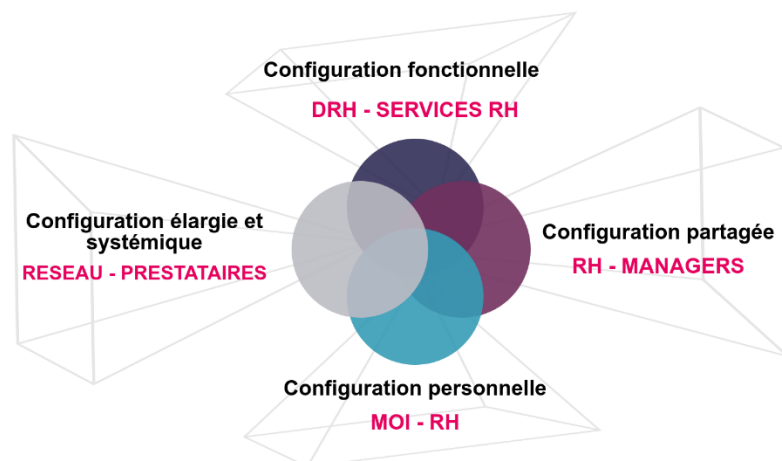 Configuration fonctionnelle
DRH - SERVICES RH
Configuration élargie et
systémique
RESEAU - PRESTATAIRES
Configuration partagée
RH - MANAGERS
Configuration personnelle
MOI - RH